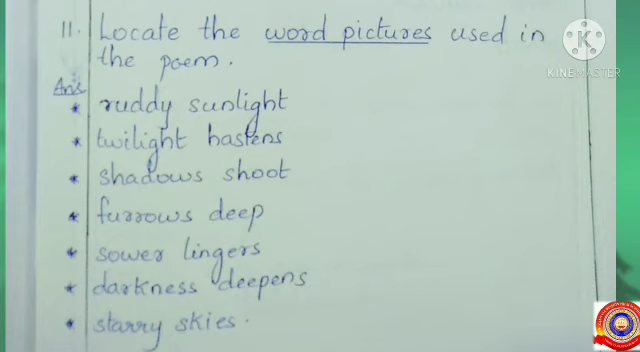 11. Locate the word pictures used in
the poem.
Ans
* ruddy sunlight
* twilight hastens
* shadows shoot
* furrows deep
* sower lingers
* darkness deepens
* starry skies.
K
KINEMASTER